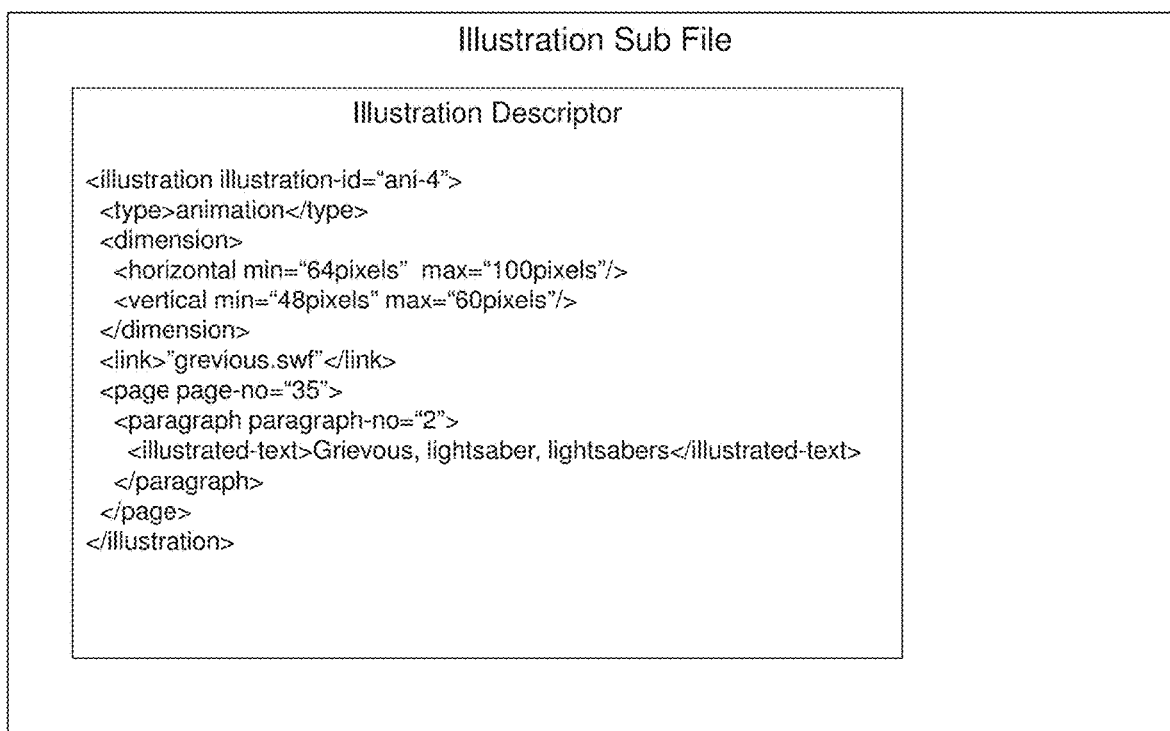 Illustration Sub File
Illustration Descriptor
<illustration illustration-id=“ani-4”>
<type>animation</type>
<dimension>
<horizontal min=“64pixels” max=“100pixels”/>
<vertical min=“48pixels” max=“60pixels”/>
</dimension>
<link>”grevious.swf”</link>
<page page-no=“35”>
<paragraph paragraph-no=“2”>
<illustrated-text>Grievous, lightsaber, lightsabers</illustrated-text>
</paragraph>
</page>
</illustration>